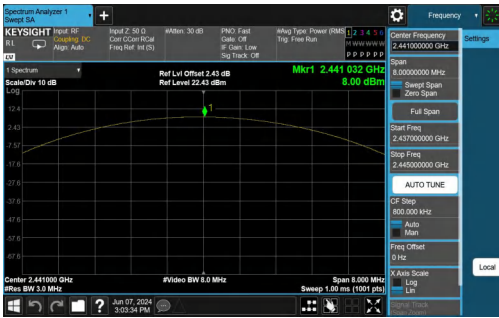 Spectrum Analyzer 1
Swept SA
Frequency
KEYSIGHT
RL
Input: RF
Coupling: DC
Align: Auto
Input Z: 50 Ω
Corr CCorr RCal
Freq Ref: Int (S)
#Atten: 30 dB
PNO: Fast
Gate: Off
IF Gain: Low
Sig Track: Off
#Avg Type: Power (RMS
Trig: Free Run
1 2 3 4 5 6
M W W W W W
P P P P P P
LV
1 Spectrum
Scale/Div 10 dB
Log
Ref Lvl Offset 2.43 dB
Ref Level 22.43 dBm
Mkr1 2.441 032 GHz
8.00 dBm
1
12.4
2.43
-7.57
-17.6
-27.6
-37.6
-47.6
-57.6
-67.6
Center 2.441000 GHz
#Res BW 3.0 MHz
#Video BW 8.0 MHz
Span 8.000 MHz
Sweep 1.00 ms (1001 pts)
Jun 07, 2024
3:03:34 PM
?
Center Frequency
2.441000000 GHz
Span
8.00000000 MHz
Swept Span
Zero Span
Full Span
Start Freq
2.437000000 GHz
Stop Freq
2.445000000 GHz
AUTO TUNE
CF Step
800.000 kHz
Auto
Man
Freq Offset
0 Hz
X Axis Scale
Log
Lin
Signal Track
Settings
Local